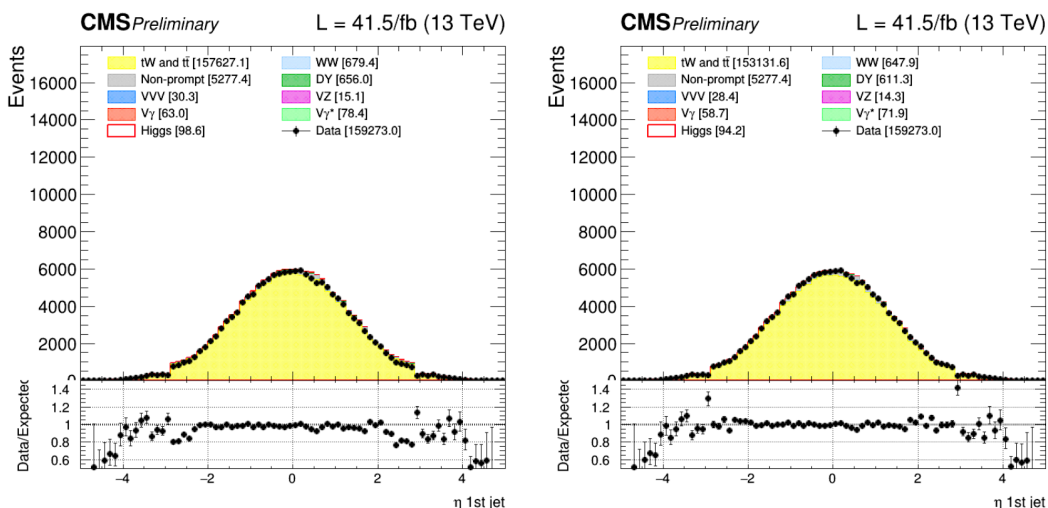 CMS Preliminary L = 41.5/fb (13 TeV)
Events
tW and tt̄ [157627.1] WW [679.4]
Non-prompt [5277.4] DY [656.0]
VVV [30.3] VZ [15.1]
Vγ [63.0] Vγ* [78.4]
Higgs [98.6] Data [159273.0]
16000
14000
12000
10000
8000
6000
4000
2000
0
Data/Expected
1.4
1.2
1
0.8
0.6
−4 −2 0 2 4
η 1st jet
CMS Preliminary L = 41.5/fb (13 TeV)
Events
tW and tt̄ [153131.6] WW [647.9]
Non-prompt [5277.4] DY [611.3]
VVV [28.4] VZ [14.3]
Vγ [58.7] Vγ* [71.9]
Higgs [94.2] Data [159273.0]
16000
14000
12000
10000
8000
6000
4000
2000
0
Data/Expected
1.4
1.2
1
0.8
0.6
−4 −2 0 2 4
η 1st jet